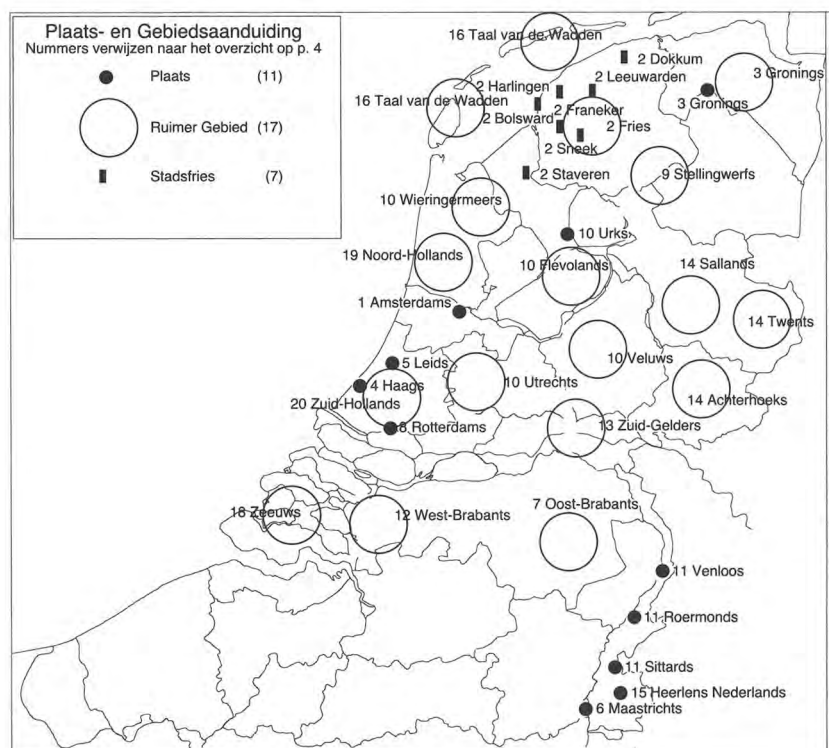 Plaats- en Gebiedsaanduiding
Nummers verwijzen naar het overzicht op p. 4
Plaats (11)
Ruimer Gebied (17)
Stadsfries (7)
16 Taal van de Wadden
2 Dokkum
3 Gronings
2 Leeuwarden
2 Harlingen
3 Gronings
16 Taal van de Wadden
2 Franeker
2 Bolsward
2 Fries
2 Sneek
2 Staveren
9 Stellingwerfs
10 Wieringermeers
10 Urks
19 Noord-Hollands
10 Flevolands
14 Sallands
1 Amsterdams
14 Twents
10 Veluws
5 Leids
4 Haags
10 Utrechts
20 Zuid-Hollands
14 Achterhoeks
8 Rotterdams
13 Zuid-Gelders
18 Zeeuws
12 West-Brabants
7 Oost-Brabants
11 Venloos
11 Roermonds
11 Sittards
15 Heerlens Nederlands
6 Maastrichts